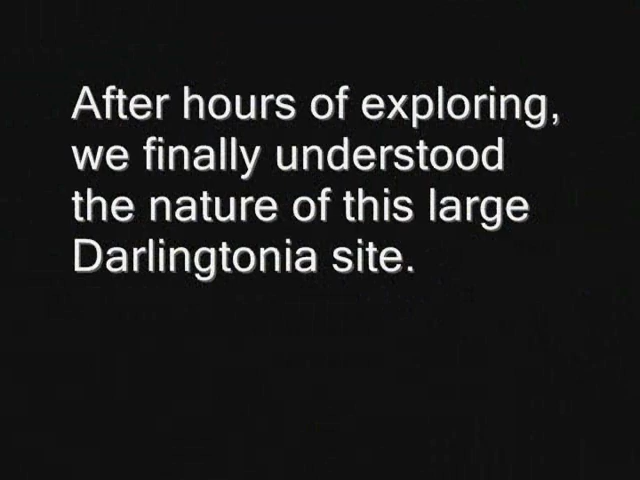 After hours of exploring,
we finally understood
the nature of this large
Darlingtonia site.